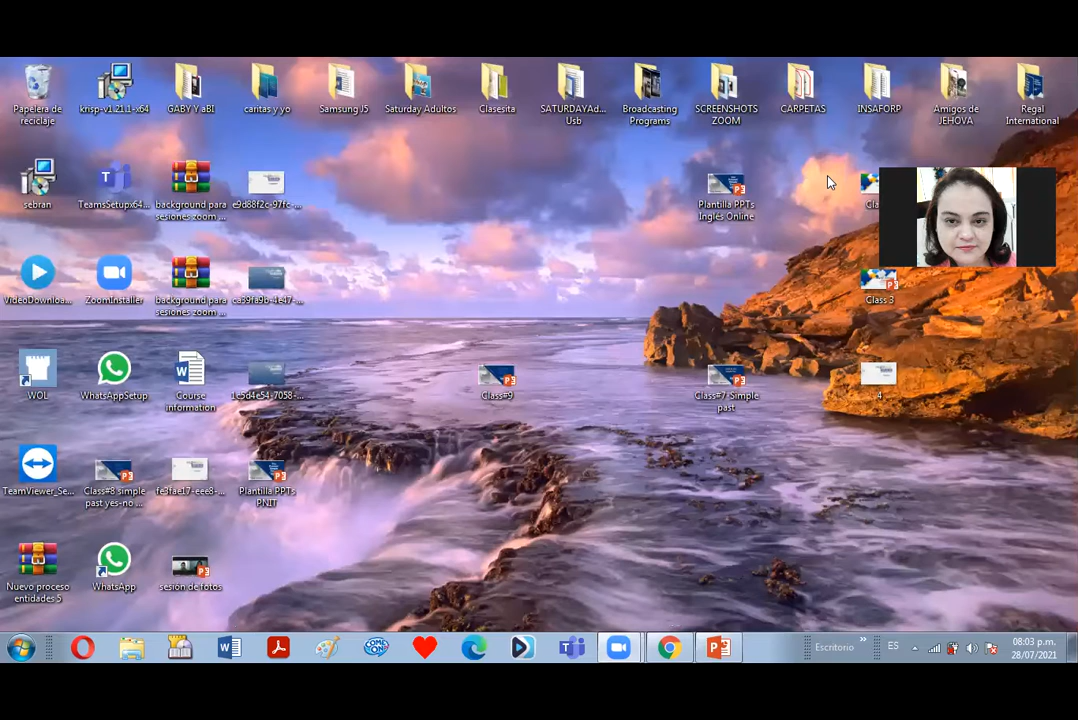 Papelera de
reciclaje
krisp-v1.21.1-x64
GABY Y aBI
caritas y yo
Samsung J5
Saturday Adultos
Clasesita
SATURDAYAd...
Usb
Broadcasting
Programs
SCREENSHOTS
ZOOM
CARPETAS
INSAFORP
Amigos de
JEHOVA
Regal
International
sebran
TeamsSetupx64...
background para
sesiones zoom ...
e9d88f2c-97fc-...
Plantilla PPTs
Inglés Online
Cla
VideoDownloa...
ZoomInstaller
background para
sesiones zoom ...
ca39fa9b-4e47-...
Class 3
WOL
WhatsAppSetup
Course
information
1e5d4e54-7058-...
Class#9
Class#7-Simple
past
4
TeamViewer_Se...
Class#8 simple
past yes-no ...
fe3fae17-eee8-...
Plantilla PPTs
PNIT
Nuevo proceso
entidades 5
WhatsApp
sesión de fotos
Escritorio
ES
08:03 p.m.
28/07/2021